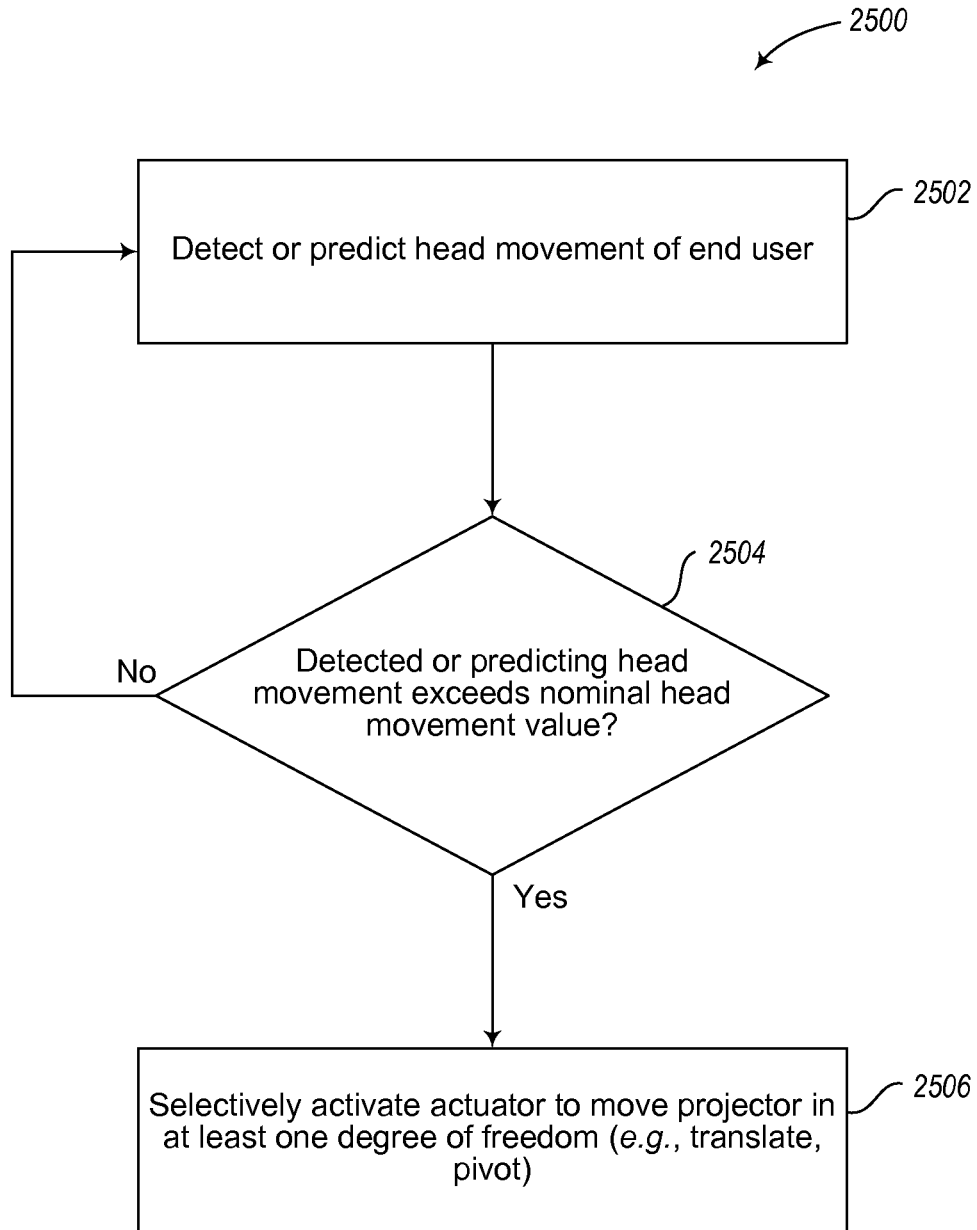 2500
2502
Detect or predict head movement of end user
2504
Detected or predicting head
movement exceeds nominal head
movement value?
No
Yes
2506
Selectively activate actuator to move projector in
at least one degree of freedom (e.g., translate,
pivot)